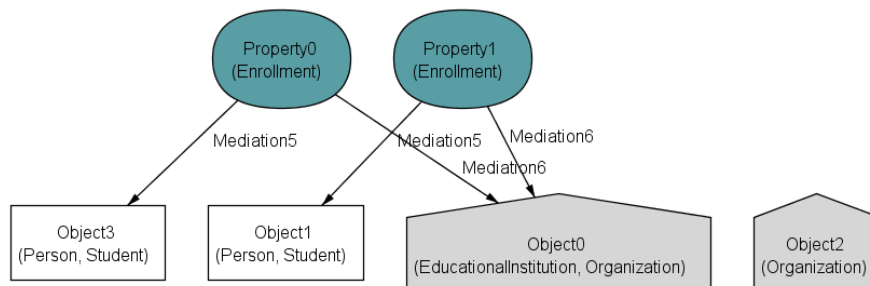 Property0
(Enrollment)
Property1
(Enrollment)
Mediation5
Mediation5
Mediation6
Mediation6
Object3
(Person, Student)
Object1
(Person, Student)
Object0
(EducationalInstitution, Organization)
Object2
(Organization)